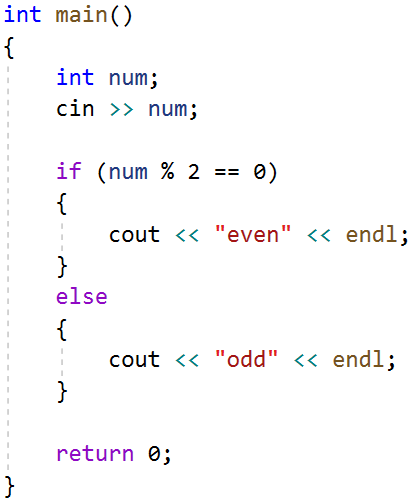 int main()
{
    int num;
    cin >> num;

    if (num % 2 == 0)
    {
        cout << "even" << endl;
    }
    else
    {
        cout << "odd" << endl;
    }

    return 0;
}